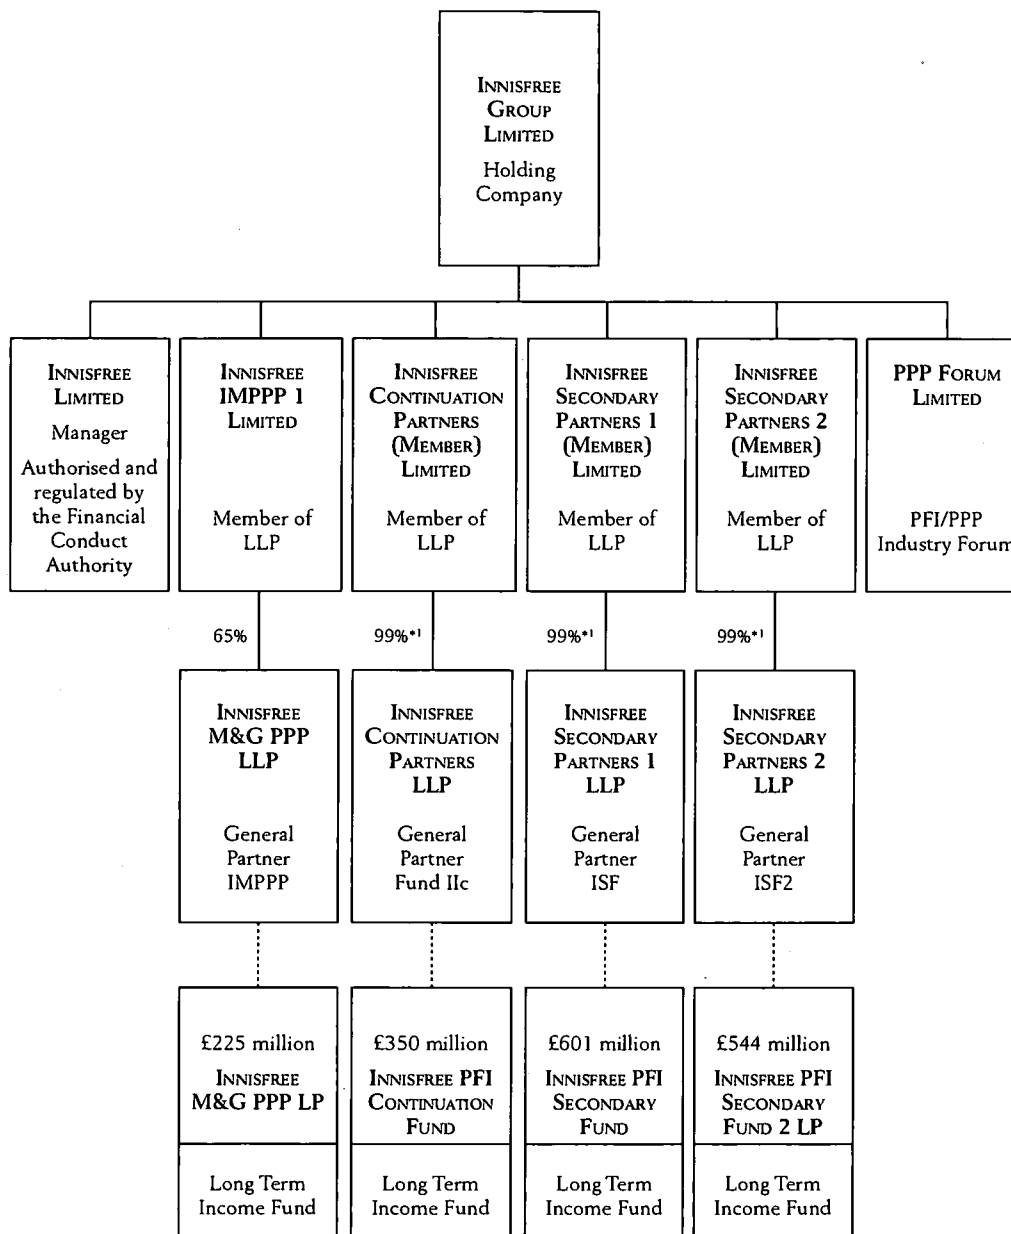 INNISFREE
GROUP
LIMITED
Holding
Company
INNISFREE
LIMITED
Manager
Authorised and
regulated by
the Financial
Conduct
Authority
INNISFREE
IMPPP 1
LIMITED
Member of
LLP
INNISFREE
CONTINUATION
PARTNERS
(MEMBER)
LIMITED
Member of
LLP
INNISFREE
SECONDARY
PARTNERS 1
(MEMBER)
LIMITED
Member of
LLP
INNISFREE
SECONDARY
PARTNERS 2
(MEMBER)
LIMITED
Member of
LLP
PPP FORUM
LIMITED
PFI/PPP
Industry Forum
65%
99%*¹
99%*¹
99%*¹
INNISFREE
M&G PPP
LLP
General
Partner
IMPPP
INNISFREE
CONTINUATION
PARTNERS
LLP
General
Partner
Fund IIc
INNISFREE
SECONDARY
PARTNERS 1
LLP
General
Partner
ISF
INNISFREE
SECONDARY
PARTNERS 2
LLP
General
Partner
ISF2
£225 million
INNISFREE
M&G PPP LP
Long Term
Income Fund
£350 million
INNISFREE PFI
CONTINUATION
FUND
Long Term
Income Fund
£601 million
INNISFREE PFI
SECONDARY
FUND
Long Term
Income Fund
£544 million
INNISFREE PFI
SECONDARY
FUND 2 LP
Long Term
Income Fund